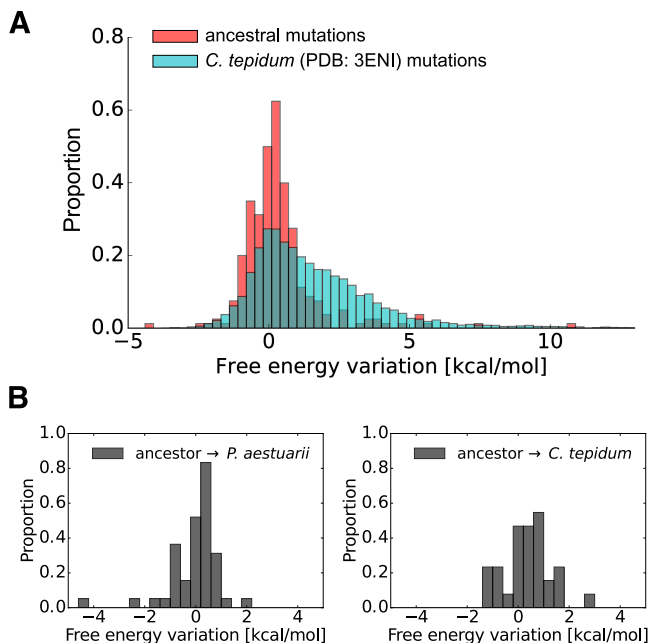 A
ancestral mutations
C. tepidum (PDB: 3ENI) mutations
Proportion
0.8
0.6
0.4
0.2
0.0
−5
0
5
10
Free energy variation [kcal/mol]
B
ancestor → P. aestuarii
Proportion
1.0
0.8
0.6
0.4
0.2
0.0
−4
−2
0
2
4
Free energy variation [kcal/mol]
ancestor → C. tepidum
Proportion
1.0
0.8
0.6
0.4
0.2
0.0
−4
−2
0
2
4
Free energy variation [kcal/mol]